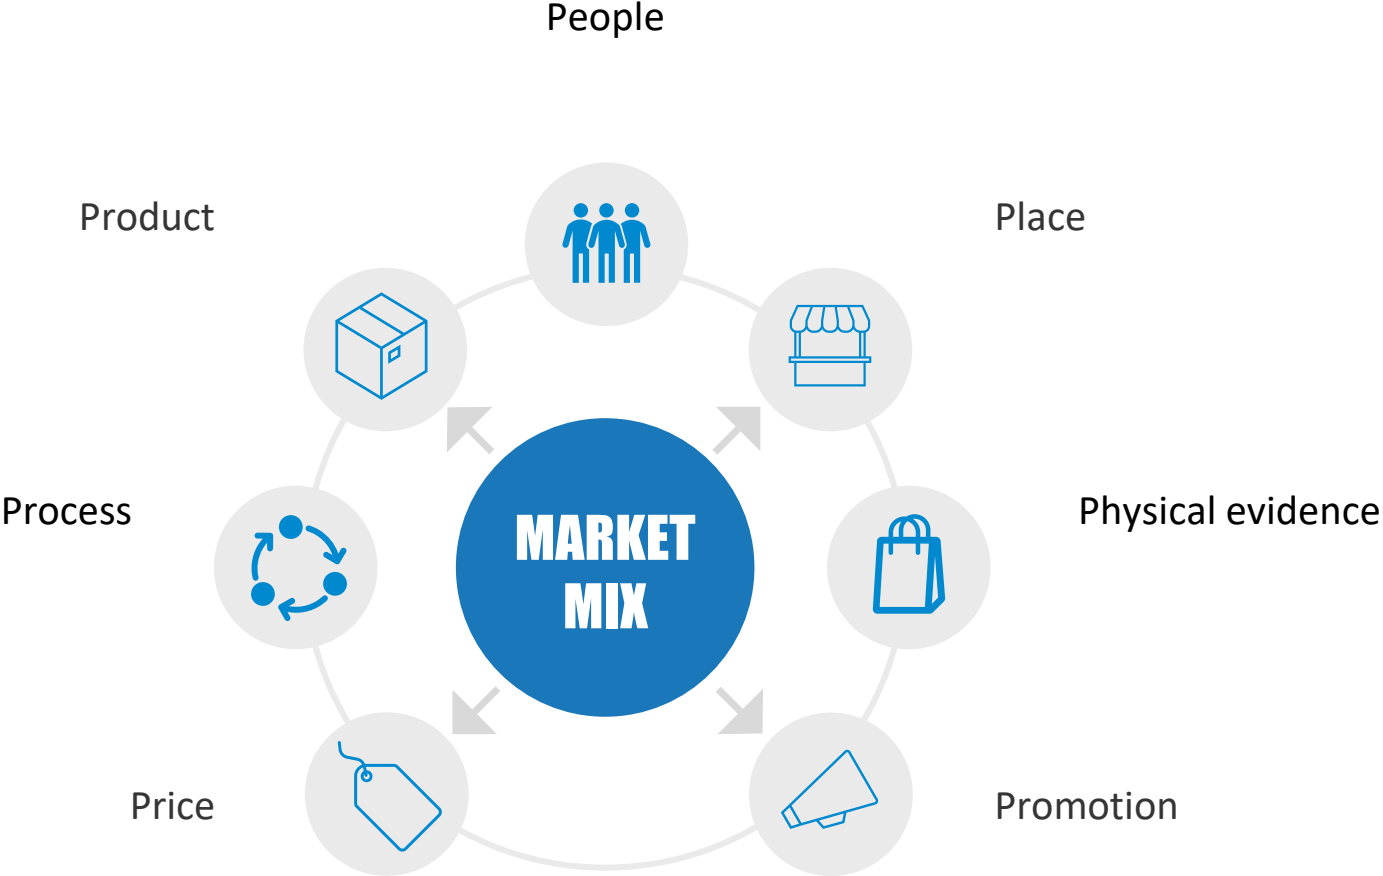 People
Product
Place
Process
MARKET
MIX
Physical evidence
Price
Promotion